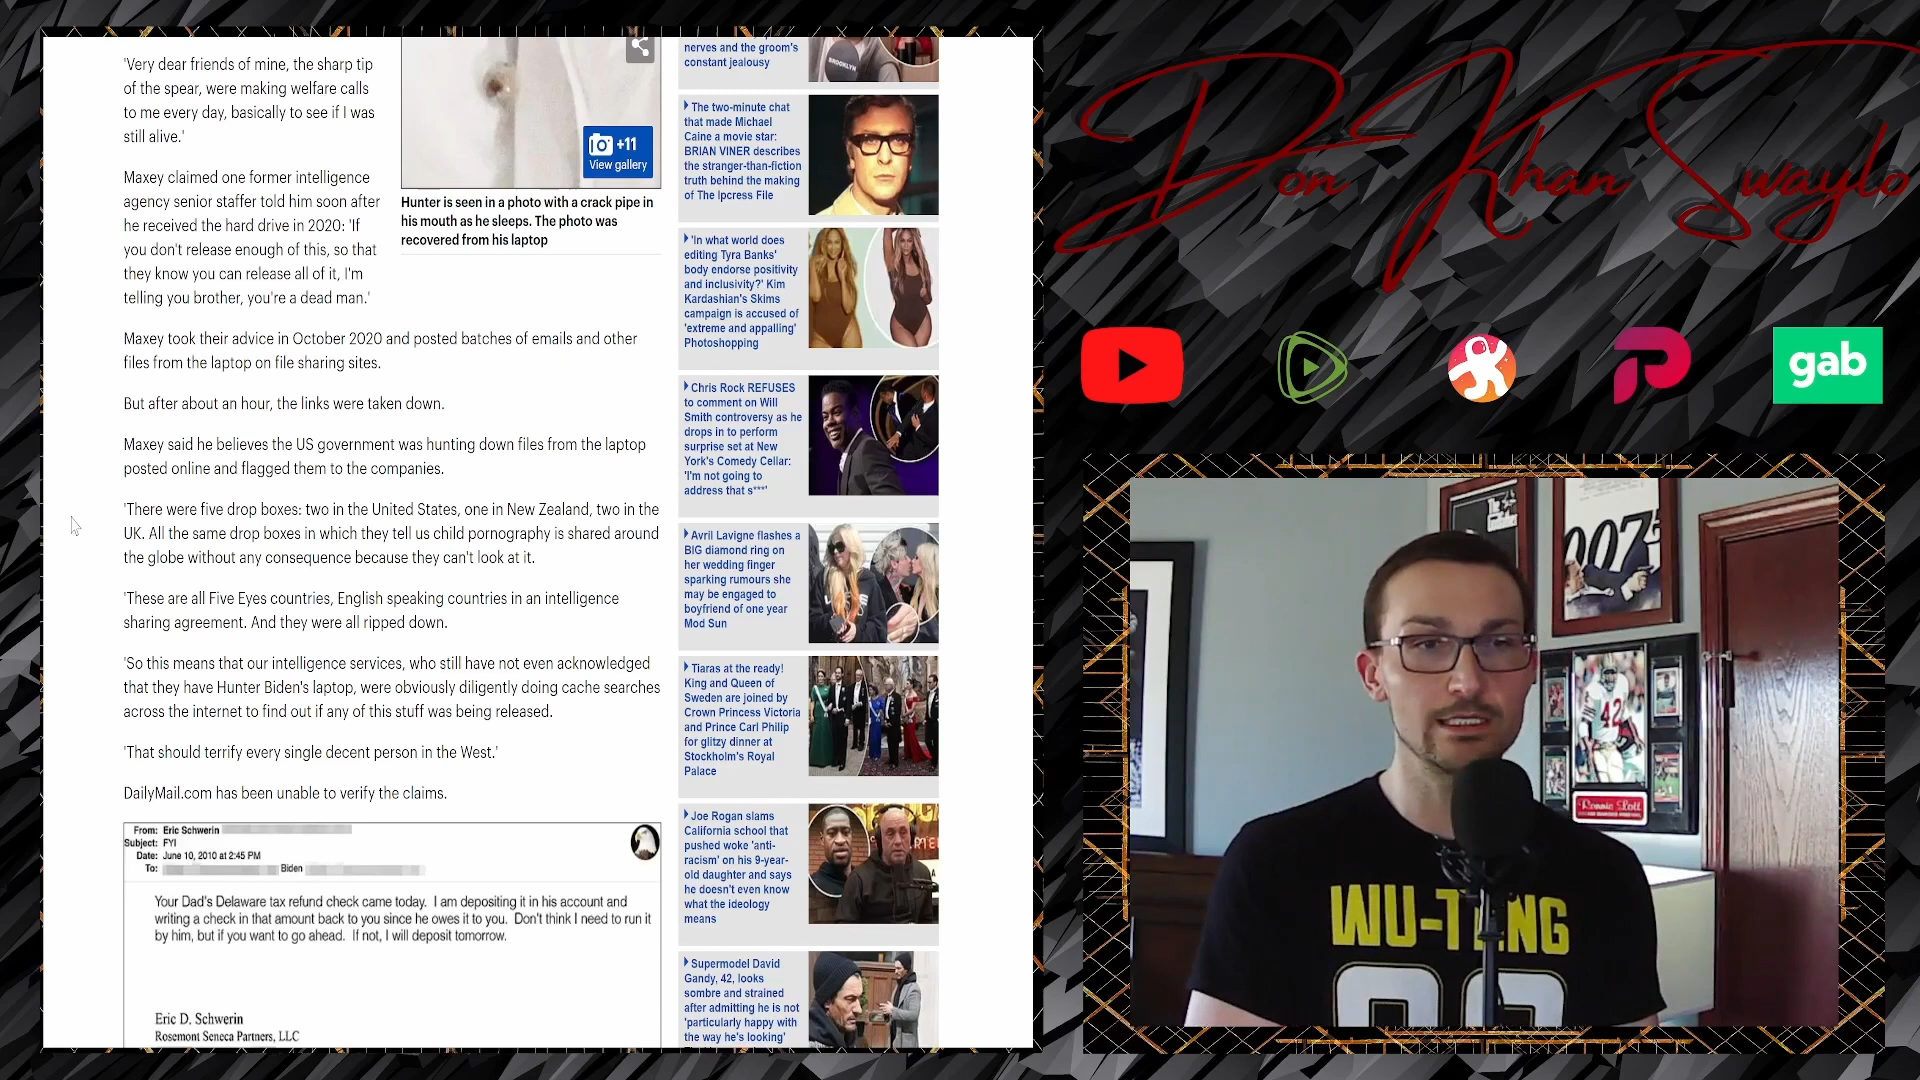 'Very dear friends of mine, the sharp tip
of the spear, were making welfare calls
to me every day, basically to see if I was
still alive.'
Maxey claimed one former intelligence
agency senior staffer told him soon after
he received the hard drive in 2020: 'If
you don't release enough of this, so that
they know you can release all of it, I'm
telling you brother, you're a dead man.'
+11
View gallery
Hunter is seen in a photo with a crack pipe in
his mouth as he sleeps. The photo was
recovered from his laptop
Maxey took their advice in October 2020 and posted batches of emails and other
files from the laptop on file sharing sites.
But after about an hour, the links were taken down.
Maxey said he believes the US government was hunting down files from the laptop
posted online and flagged them to the companies.
'There were five drop boxes: two in the United States, one in New Zealand, two in the
UK. All the same drop boxes in which they tell us child pornography is shared around
the globe without any consequence because they can't look at it.
'These are all Five Eyes countries, English speaking countries in an intelligence
sharing agreement. And they were all ripped down.
'So this means that our intelligence services, who still have not even acknowledged
that they have Hunter Biden's laptop, were obviously diligently doing cache searches
across the internet to find out if any of this stuff was being released.
'That should terrify every single decent person in the West.'
DailyMail.com has been unable to verify the claims.
From: Eric Schwerin
Subject: FYI
Date: June 10, 2010 at 2:45 PM
To: Biden
Your Dad's Delaware tax refund check came today. I am depositing it in his account and
writing a check in that amount back to you since he owes it to you. Don't think I need to run it
by him, but if you want to go ahead. If not, I will deposit tomorrow.
Eric D. Schwerin
Rosemont Seneca Partners, LLC
nerves and the groom's
constant jealousy
BROOKLYN
The two-minute chat
that made Michael
Caine a movie star:
BRIAN VINER describes
the stranger-than-fiction
truth behind the making
of The Ipcress File
'In what world does
editing Tyra Banks'
body endorse positivity
and inclusivity?' Kim
Kardashian's Skims
campaign is accused of
'extreme and appalling'
Photoshopping
Chris Rock REFUSES
to comment on Will
Smith controversy as he
drops in to perform
surprise set at New
York's Comedy Cellar:
'I'm not going to
address that s***'
Avril Lavigne flashes a
BIG diamond ring on
her wedding finger
sparking rumours she
may be engaged to
boyfriend of one year
Mod Sun
Tiaras at the ready!
King and Queen of
Sweden are joined by
Crown Princess Victoria
and Prince Carl Philip
for glitzy dinner at
Stockholm's Royal
Palace
Joe Rogan slams
California school that
pushed woke 'anti-
racism' on his 9-year-
old daughter and says
he doesn't even know
what the ideology
means
Supermodel David
Gandy, 42, looks
sombre and strained
after admitting he is not
'particularly happy with
the way he's looking'
Don Khan Swaylo
gab
007
42
Ronnie Lott
WU-TANG